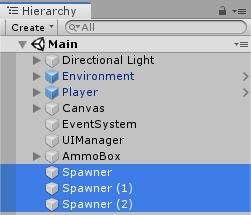 Hierarchy
Create All
Main
Directional Light
Environment
Player
Canvas
EventSystem
UIManager
AmmoBox
Spawner
Spawner (1)
Spawner (2)